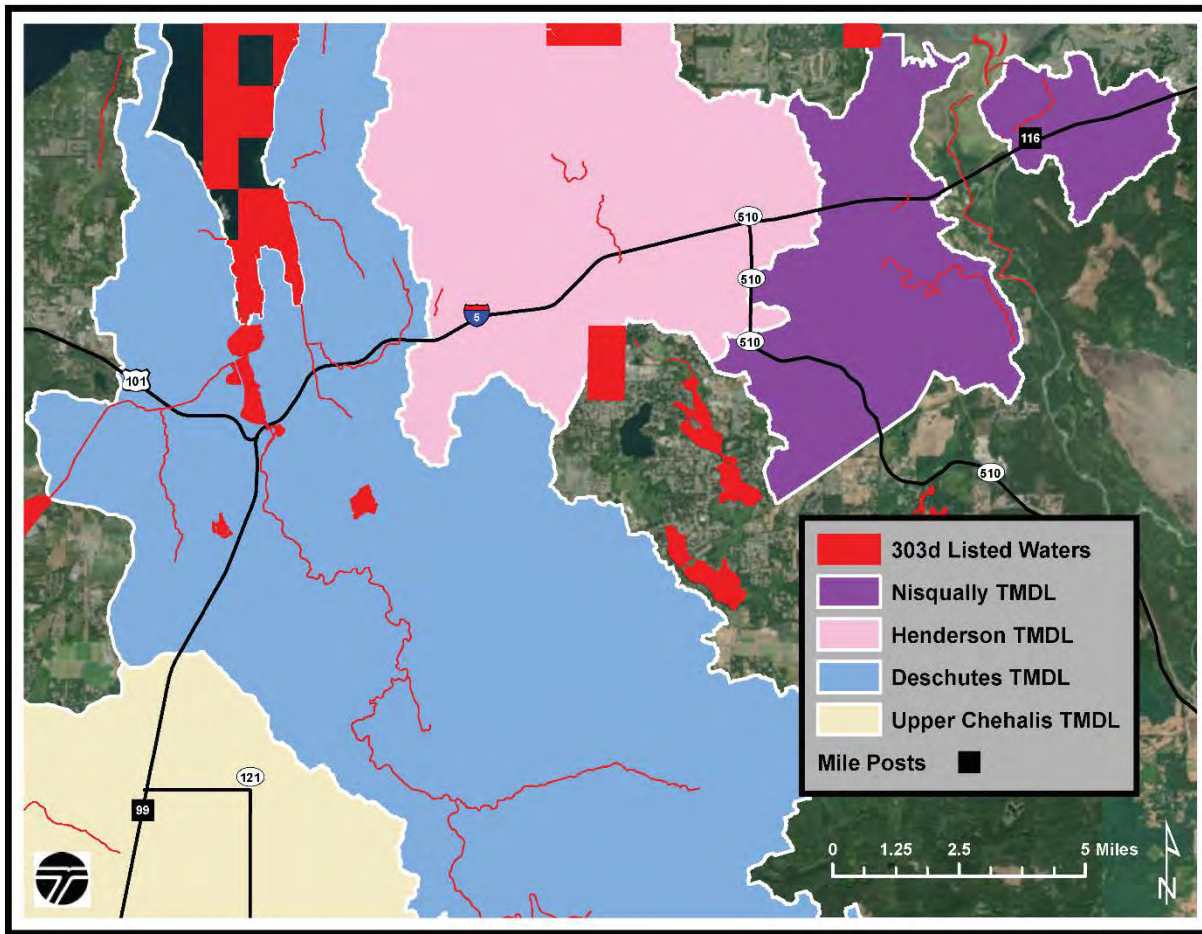 116
510
510
5
510
101
510
303d Listed Waters
Nisqually TMDL
Henderson TMDL
Deschutes TMDL
Upper Chehalis TMDL
Mile Posts
121
99
0 1.25 2.5 5 Miles
N